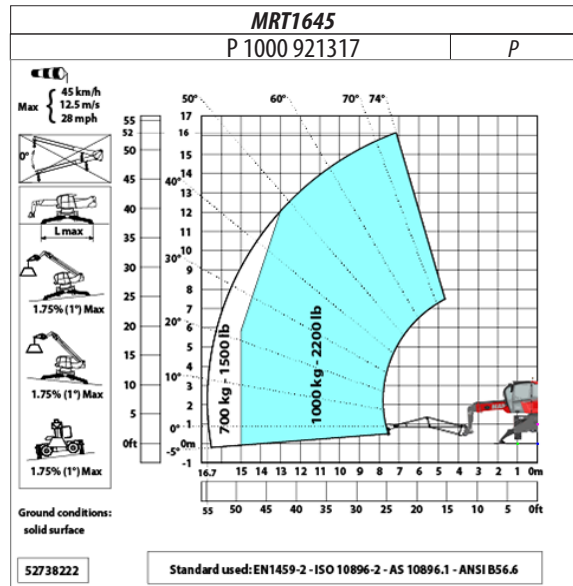 MRT1645
P 1000 921317
P
Max { 45 km/h
12.5 m/s
28 mph
0°
L max
1.75% (1°) Max
1.75% (1°) Max
1.75% (1°) Max
Ground conditions:
solid surface
52738222
55
52
50
45
40
35
30
25
20
15
10
5
0ft
17
16
15
14
13
12
11
10
9
8
7
6
5
4
3
2
1
0m
-1
50°
60°
70°
74°
40°
30°
20°
10°
0°
-5°
700 kg - 1500 lb
1000 kg - 2200 lb
16.7 15 14 13 12 11 10 9 8 7 6 5 4 3 2 1 0m
55 50 45 40 35 30 25 20 15 10 5 0ft
Standard used: EN1459-2 - ISO 10896-2 - AS 10896.1 - ANSI B56.6